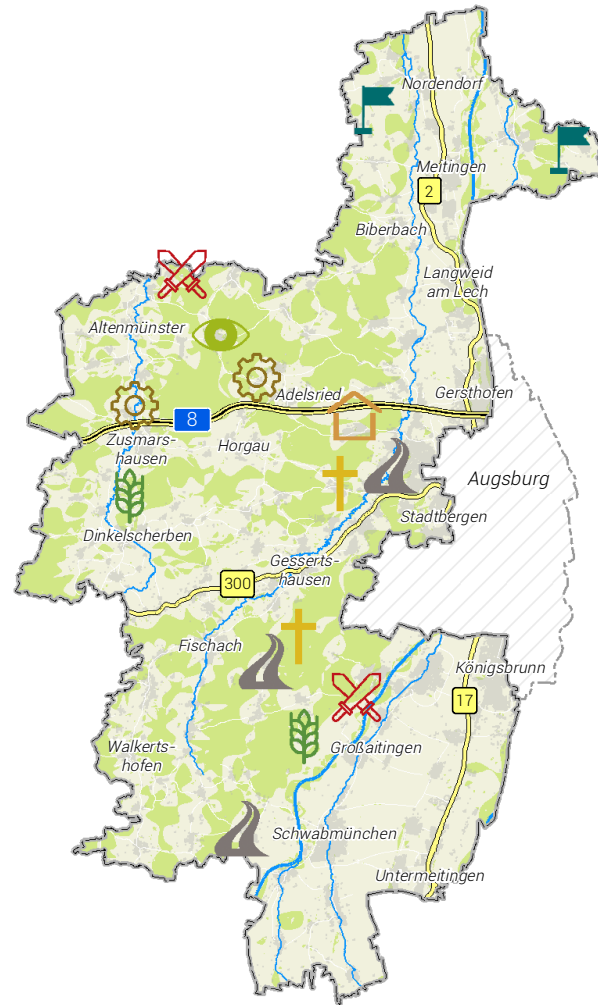 Nordendorf
Meitingen
2
Biberbach
Langweid
am Lech
Altenmünster
Adelsried
Gersthofen
8
Zusmars-
hausen
Horgau
Augsburg
Stadtbergen
Dinkelscherben
Gesserts-
hausen
300
Fischach
Königsbrunn
17
Walkerts-
hofen
Großaitingen
Schwabmünchen
Untermeitingen